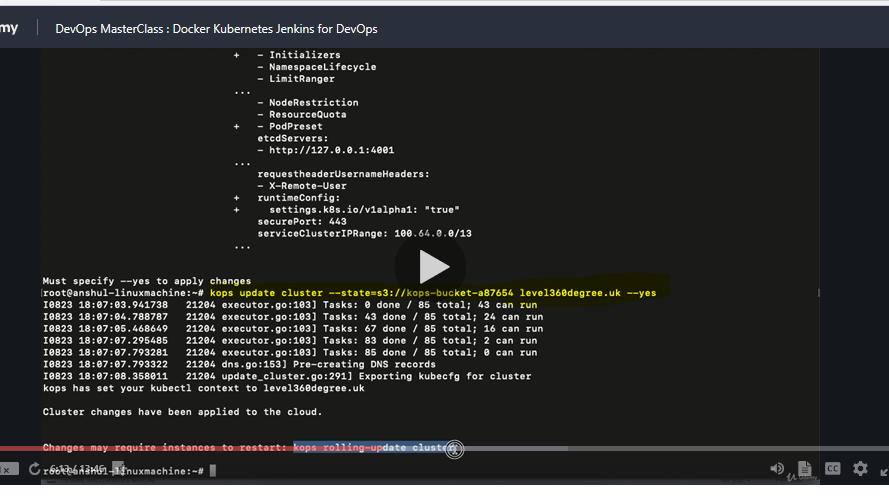 my DevOps MasterClass : Docker Kubernetes Jenkins for DevOps
+ - Initializers
- NamespaceLifecycle
- LimitRanger
...
- NodeRestriction
- ResourceQuota
+ - PodPreset
etcdServers:
- http://127.0.0.1:4001
...
requestheaderUsernameHeaders:
- X-Remote-User
+ runtimeConfig:
+ settings.k8s.io/v1alpha1: "true"
securePort: 443
serviceClusterIPRange: 100.64.0.0/13
...
Must specify --yes to apply changes
root@anshul-linuxmachine:~# kops update cluster --state=s3://kops-bucket-a87654 level360degree.uk --yes
I0823 18:07:03.941738 21204 executor.go:103] Tasks: 0 done / 85 total; 43 can run
I0823 18:07:04.788787 21204 executor.go:103] Tasks: 43 done / 85 total; 24 can run
I0823 18:07:05.468649 21204 executor.go:103] Tasks: 67 done / 85 total; 16 can run
I0823 18:07:07.295485 21204 executor.go:103] Tasks: 83 done / 85 total; 2 can run
I0823 18:07:07.793281 21204 executor.go:103] Tasks: 85 done / 85 total; 0 can run
I0823 18:07:07.793322 21204 dns.go:153] Pre-creating DNS records
I0823 18:07:08.358011 21204 update_cluster.go:291] Exporting kubecfg for cluster
kops has set your kubectl context to level360degree.uk
Cluster changes have been applied to the cloud.
Changes may require instances to restart: kops rolling-update cluster
root@anshul-linuxmachine:~#
x CC